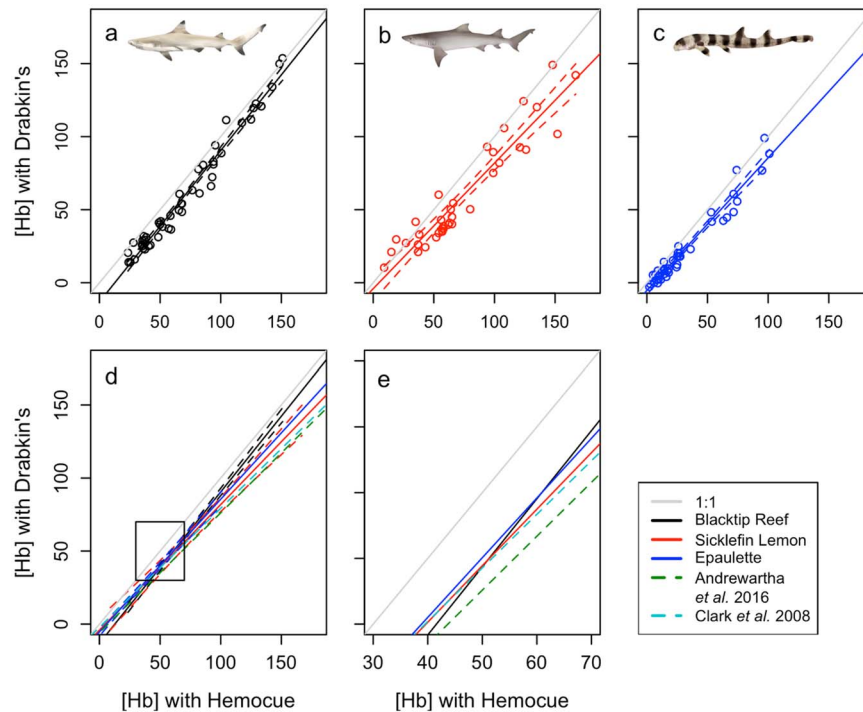 a
b
c
[Hb] with Drabkin's
150
100
50
0
0 50 100 150
0 50 100 150
0 50 100 150
d
e
[Hb] with Drabkin's
150
100
50
0
0 50 100 150
30 40 50 60 70
[Hb] with Hemocue
[Hb] with Hemocue
1:1
Blacktip Reef
Sicklefin Lemon
Epaulette
Andrewartha
et al. 2016
Clark et al. 2008